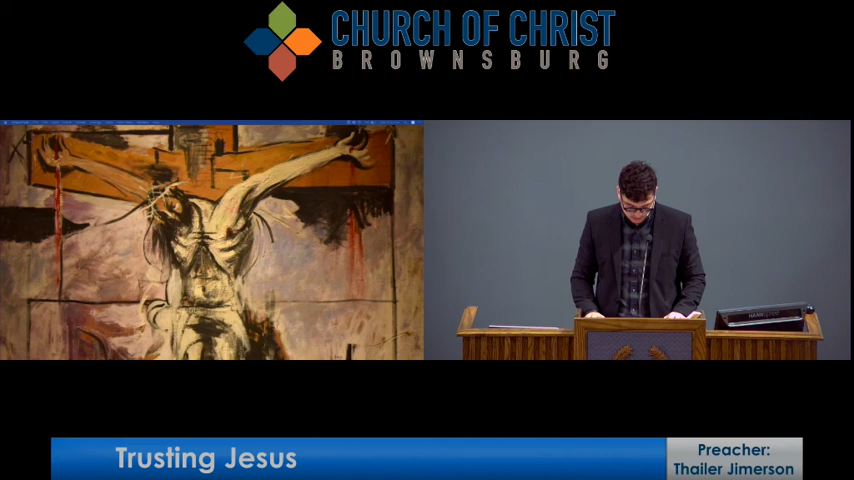 CHURCH OF CHRIST
BROWNSBURG
Trusting Jesus
Preacher:
Thailer Jimerson